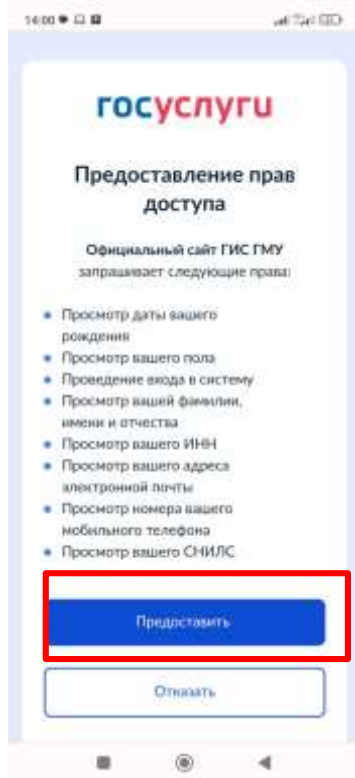 14:00
госуслуги
Предоставление прав
доступа
Официальный сайт ГИС ГМУ
запрашивает следующие права:
Просмотр даты вашего
рождения
Просмотр вашего пола
Проведение входа в систему
Просмотр вашей фамилии,
имени и отчества
Просмотр вашего ИНН
Просмотр вашего адреса
электронной почты
Просмотр номера вашего
мобильного телефона
Просмотр вашего СНИЛС
Предоставить
Отказать